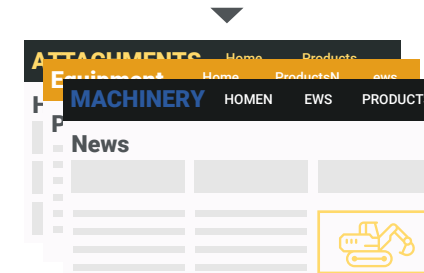 ATTACHMENTS Home Products
Equipment Home ProductsN ews
MACHINERY HOMEN EWS PRODUCT
News